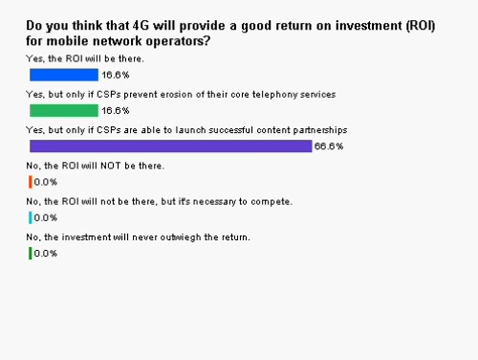 Do you think that 4G will provide a good return on investment (ROI)
for mobile network operators?
Yes, the ROI will be there.
16.6%
Yes, but only if CSPs prevent erosion of their core telephony services
16.6%
Yes, but only if CSPs are able to launch successful content partnerships
66.6%
No, the ROI will NOT be there.
0.0%
No, the ROI will not be there, but it's necessary to compete.
0.0%
No, the investment will never outwiegh the return.
0.0%